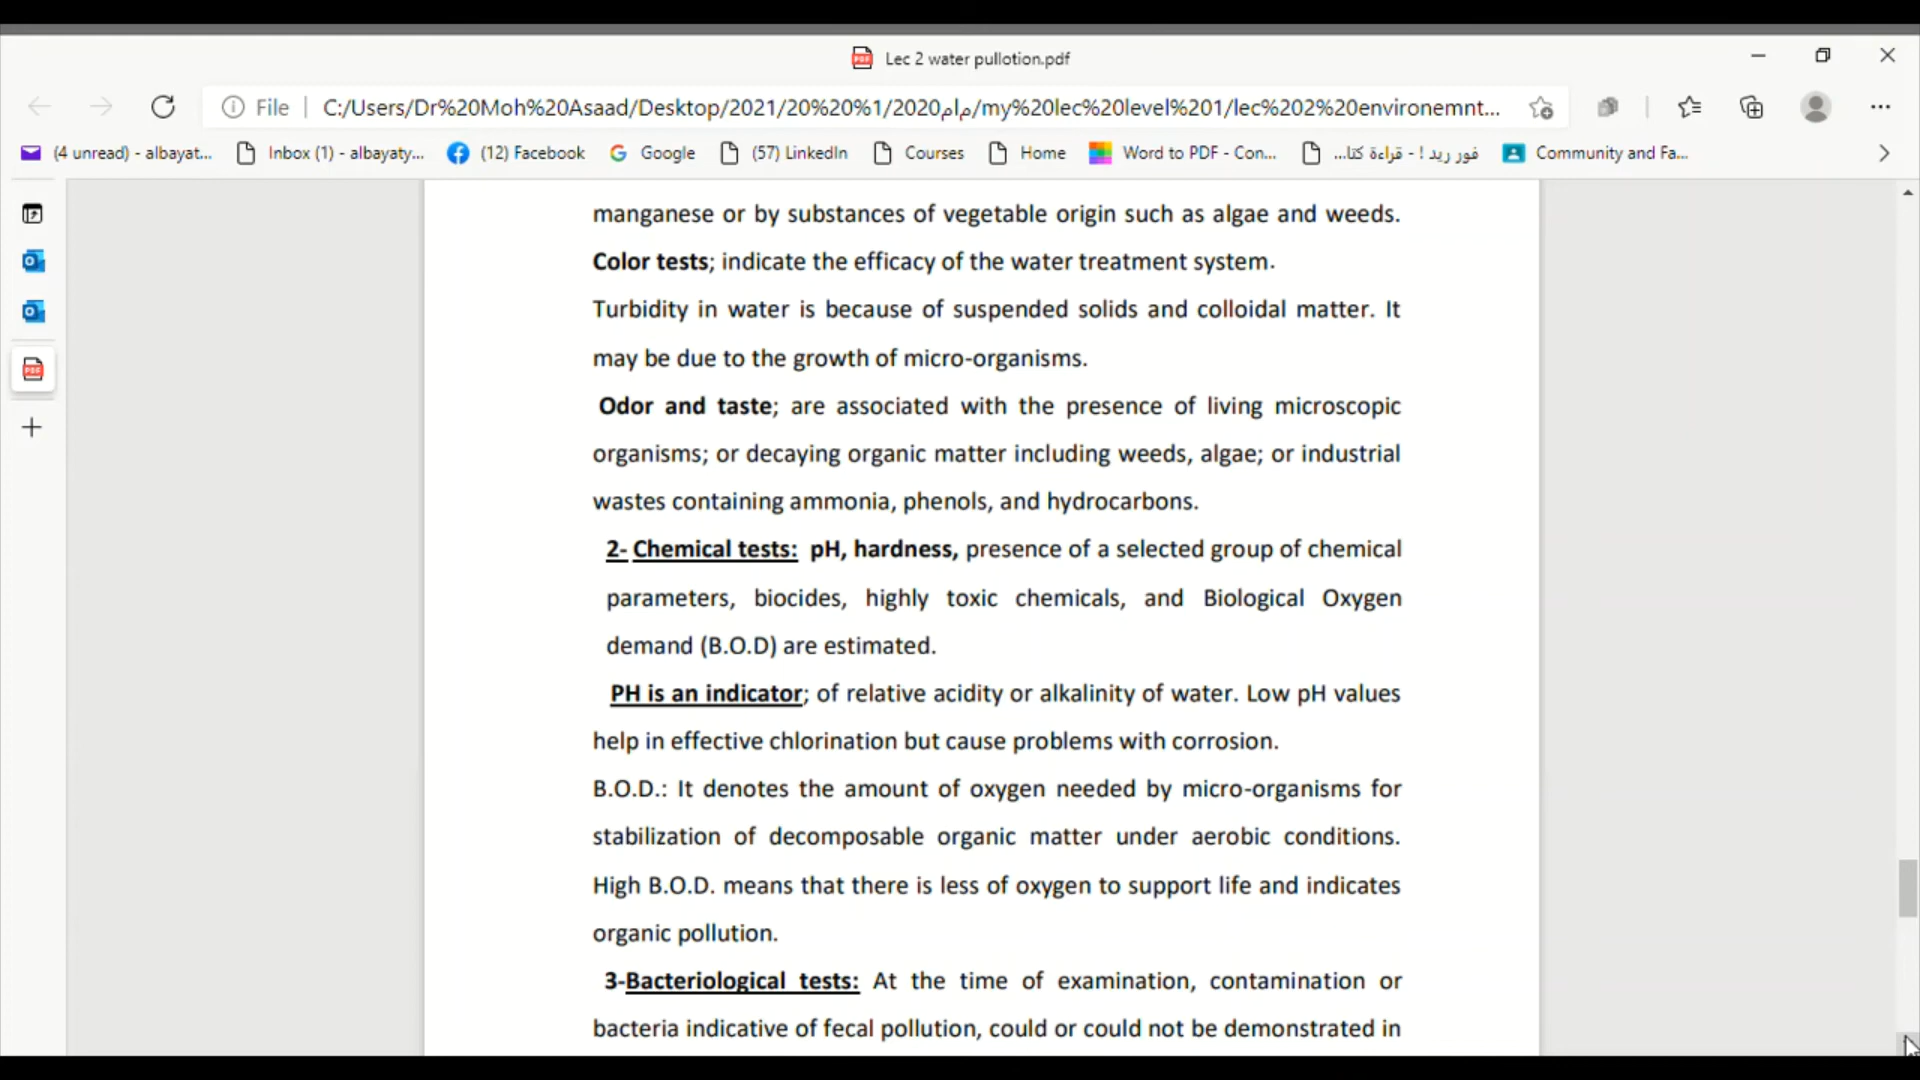 Lec 2 water pullotion.pdf
File C:/Users/Dr%20Moh%20Asaad/Desktop/2021/20%20%1/2020مام/my%20lec%20level%201/lec%202%20environemnt...
(4 unread) - albayat... Inbox (1) - albayaty... (12) Facebook Google (57) LinkedIn Courses Home Word to PDF - Con... فور ريد ! - قراءة كتا... Community and Fa...
manganese or by substances of vegetable origin such as algae and weeds.
Color tests; indicate the efficacy of the water treatment system.
Turbidity in water is because of suspended solids and colloidal matter. It
may be due to the growth of micro-organisms.
Odor and taste; are associated with the presence of living microscopic
organisms; or decaying organic matter including weeds, algae; or industrial
wastes containing ammonia, phenols, and hydrocarbons.
2- Chemical tests: pH, hardness, presence of a selected group of chemical
parameters, biocides, highly toxic chemicals, and Biological Oxygen
demand (B.O.D) are estimated.
PH is an indicator; of relative acidity or alkalinity of water. Low pH values
help in effective chlorination but cause problems with corrosion.
B.O.D.: It denotes the amount of oxygen needed by micro-organisms for
stabilization of decomposable organic matter under aerobic conditions.
High B.O.D. means that there is less of oxygen to support life and indicates
organic pollution.
3-Bacteriological tests: At the time of examination, contamination or
bacteria indicative of fecal pollution, could or could not be demonstrated in